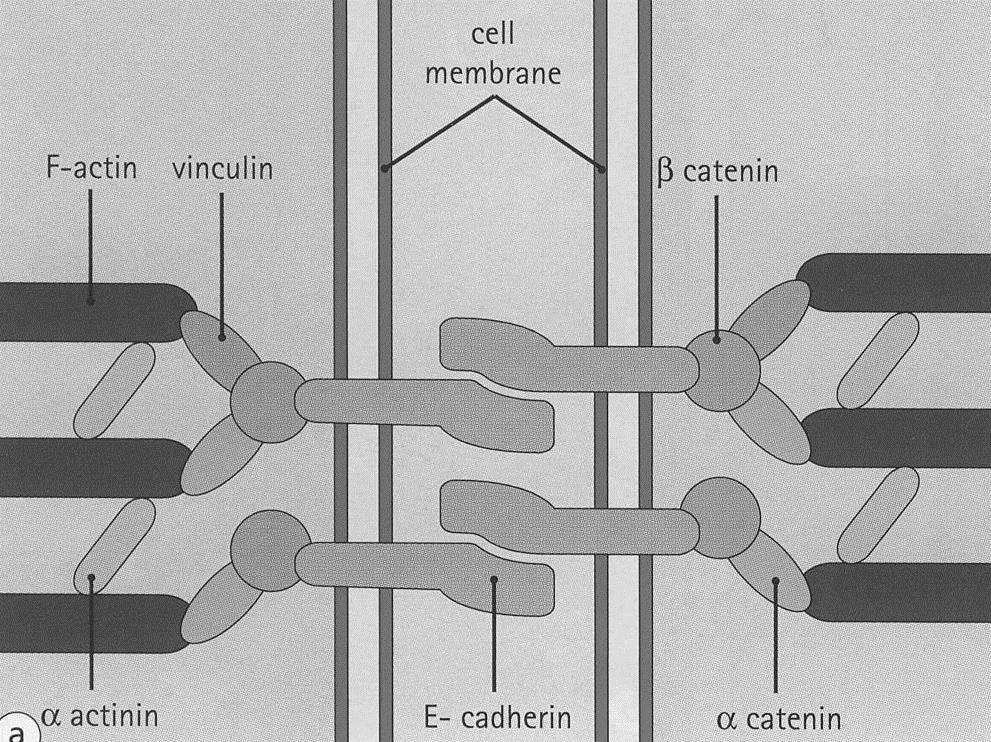 cell
membrane
F-actin
vinculin
β catenin
α actinin
E- cadherin
α catenin
a